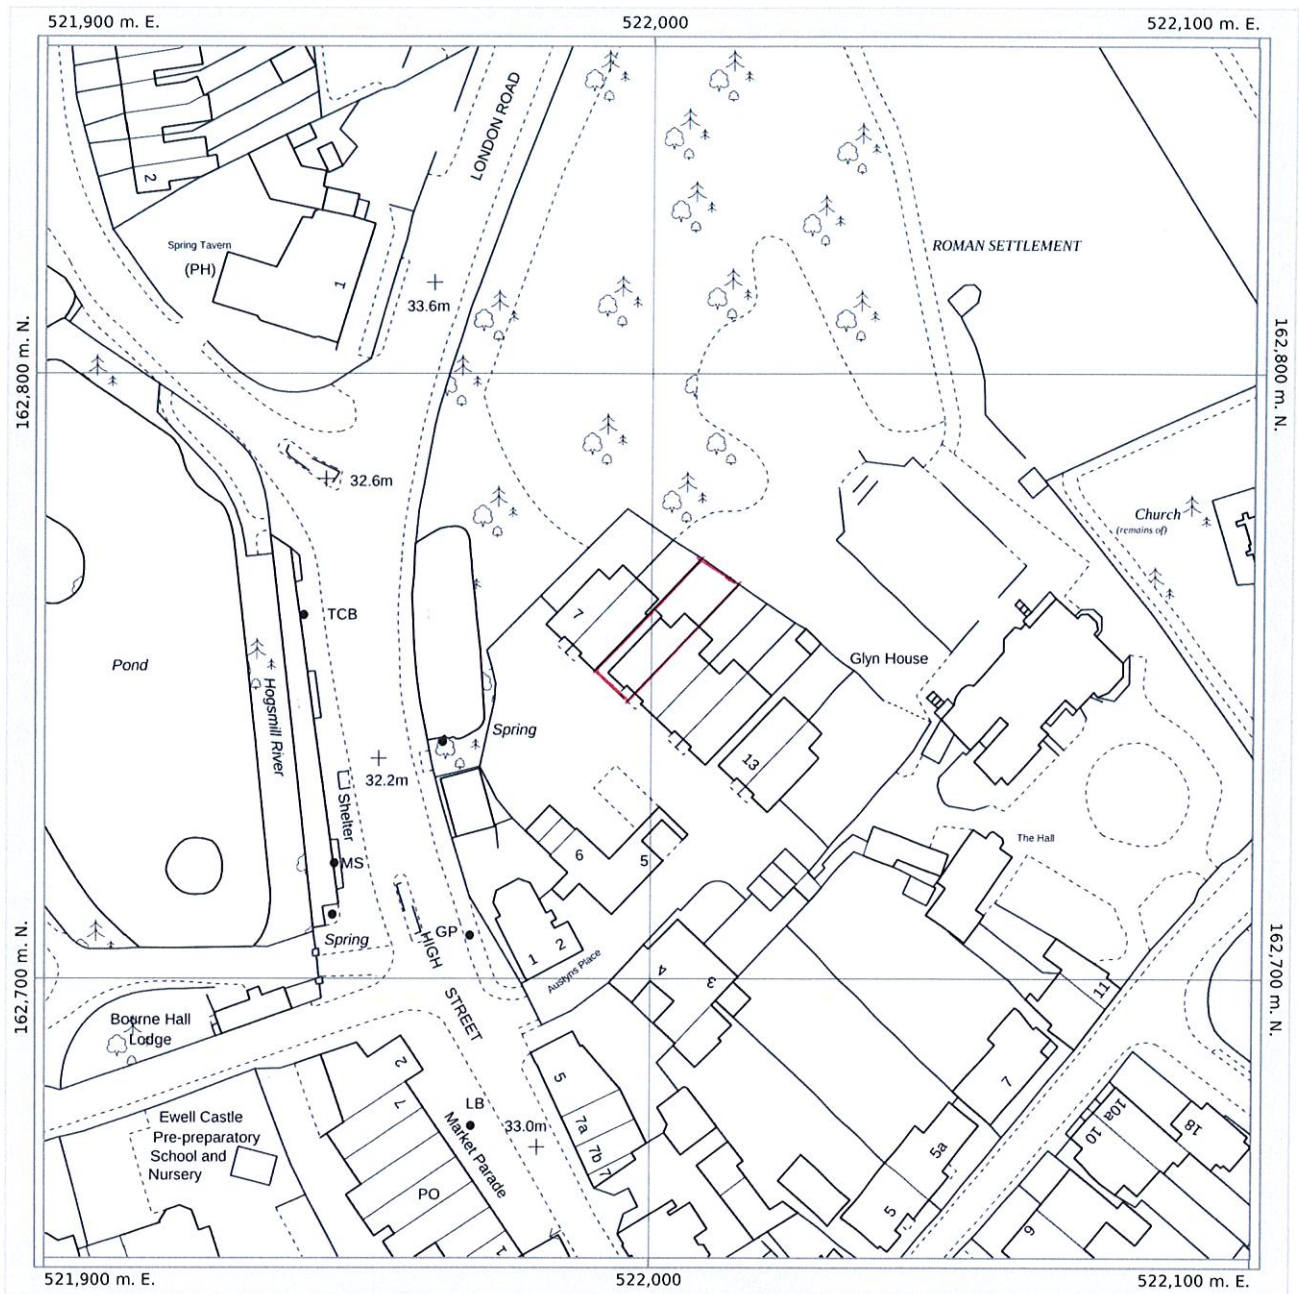 521,900 m. E.
522,000
522,100 m. E.
LONDON ROAD
2
Spring Tavern
(PH)
1
33.6m
ROMAN SETTLEMENT
162,800 m. N.
162,800 m. N.
32.6m
Church
(remains of)
TCB
7
Pond
Glyn House
Hogsmill River
Spring
13
32.2m
Shelter
The Hall
MS
6
5
GP
Spring
HIGH
STREET
1
2
Austyns Place
4
3
11
162,700 m. N.
162,700 m. N.
Bourne Hall
Lodge
2
7
5
7
LB
33.0m
Market Parade
7a
7b
7
Ewell Castle
Pre-preparatory
School and
Nursery
PO
1
5a
5
10a
10
18
9
521,900 m. E.
522,000
522,100 m. E.